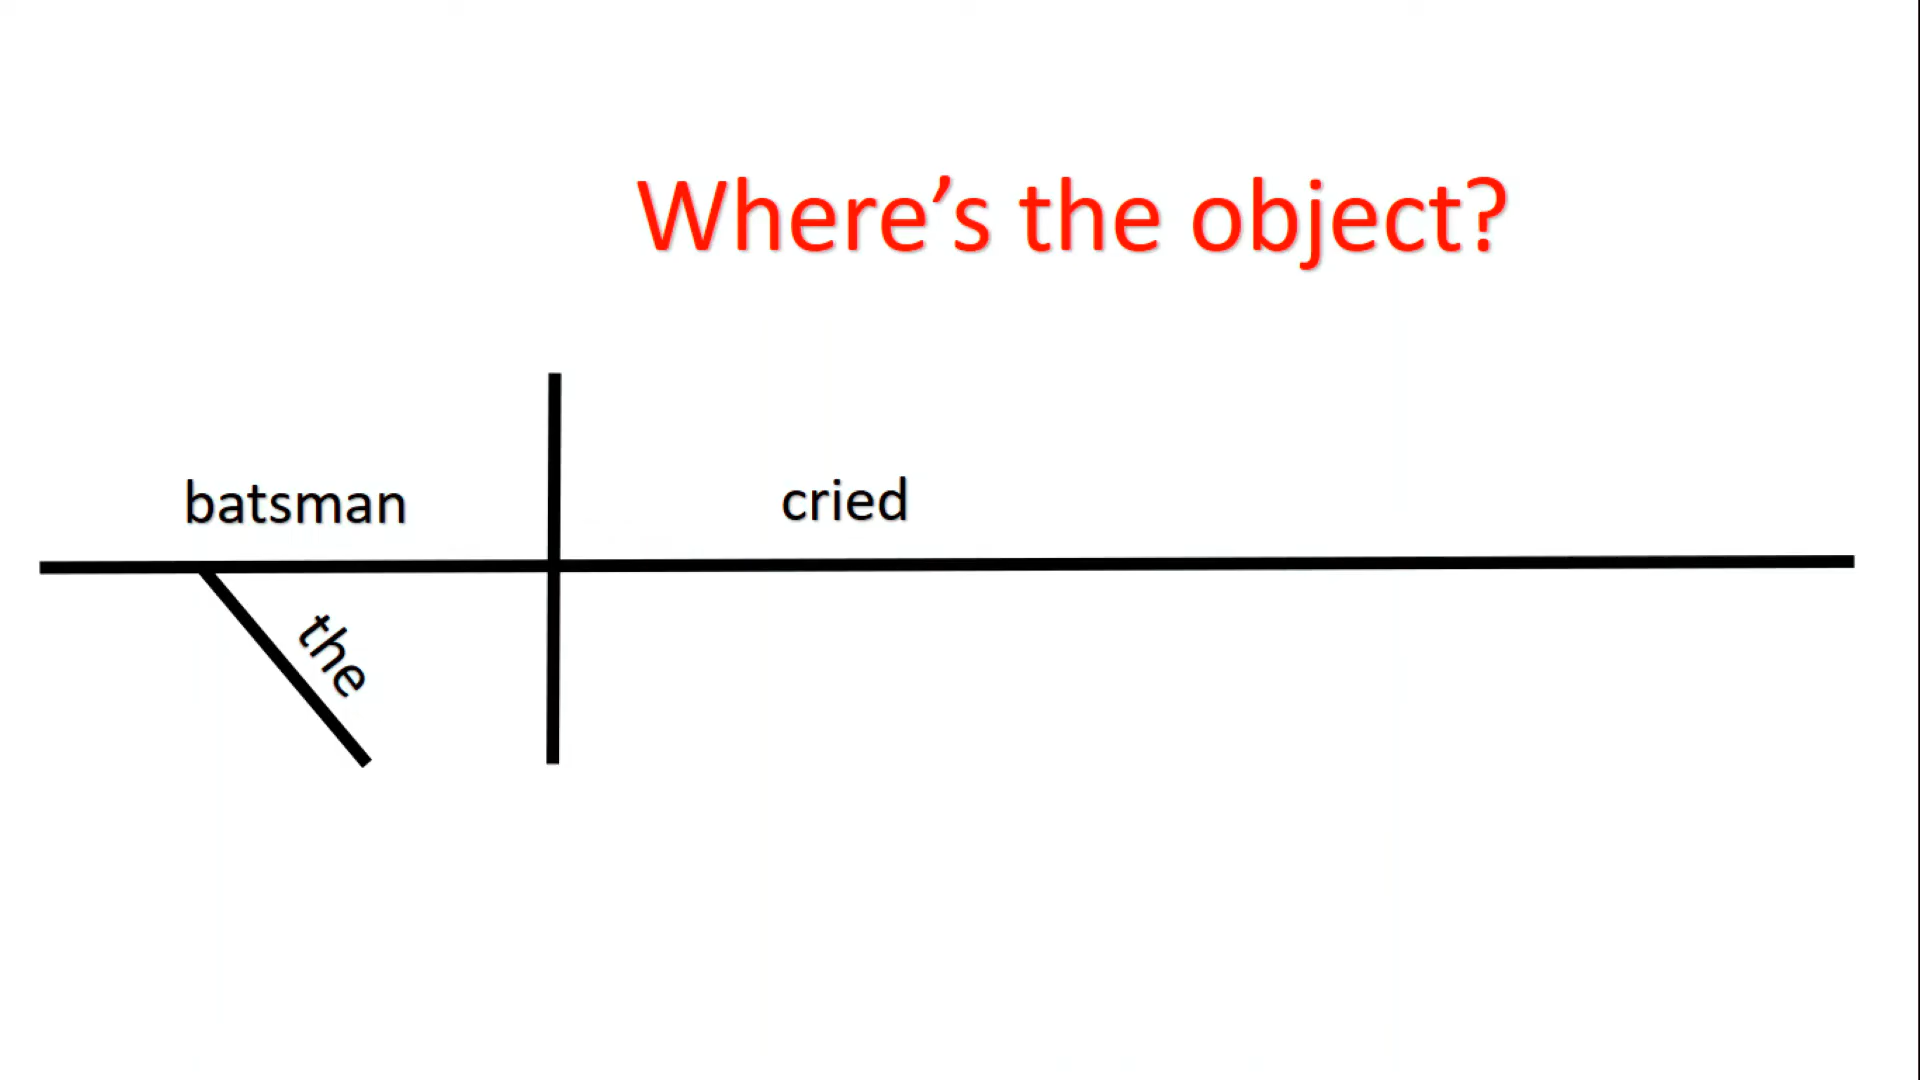 Where’s the object?
batsman
cried
the